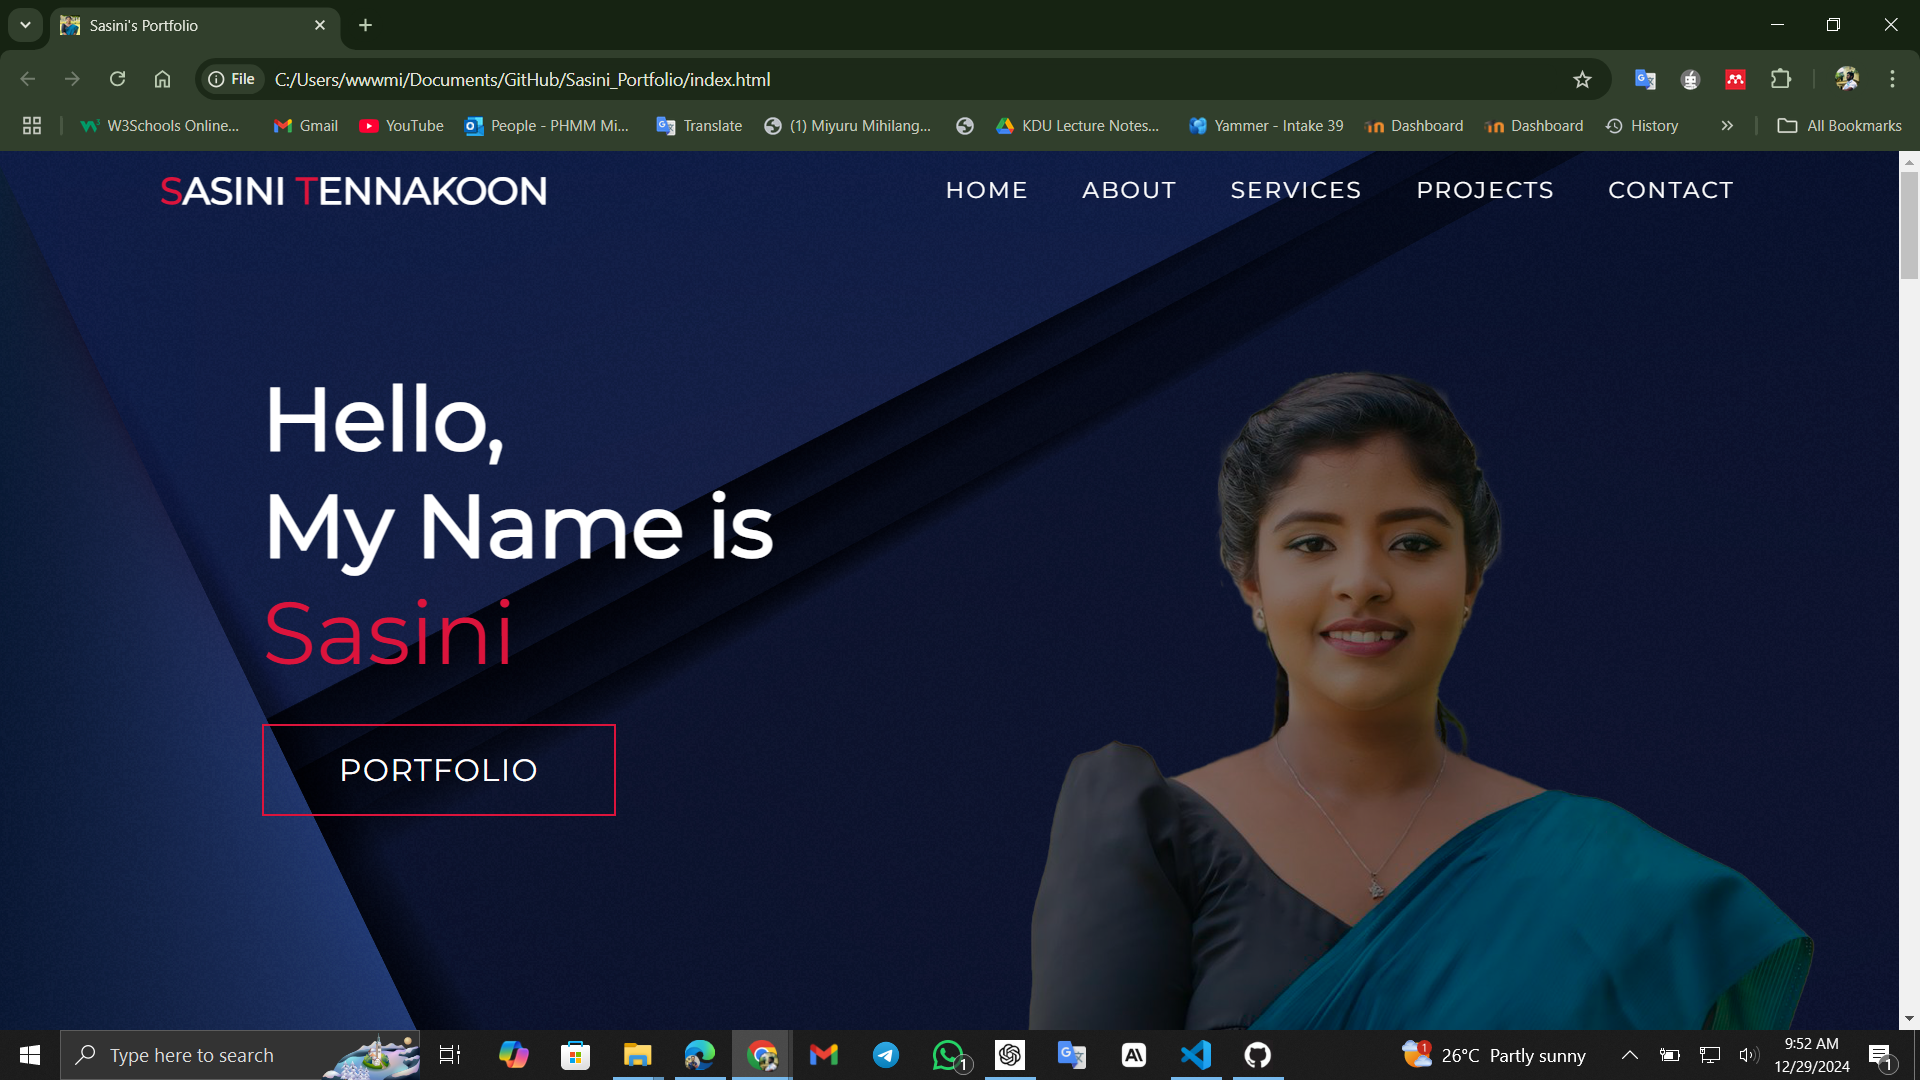 Sasini's Portfolio
File C:/Users/wwwmi/Documents/GitHub/Sasini_Portfolio/index.html
W3Schools Online... Gmail YouTube People - PHMM Mi... Translate (1) Miyuru Mihilang... KDU Lecture Notes... Yammer - Intake 39 Dashboard Dashboard History All Bookmarks
SASINI TENNAKOON HOME ABOUT SERVICES PROJECTS CONTACT
Hello,
My Name is
Sasini
PORTFOLIO
Type here to search
1
1
26°C Partly sunny
9:52 AM
12/29/2024
1